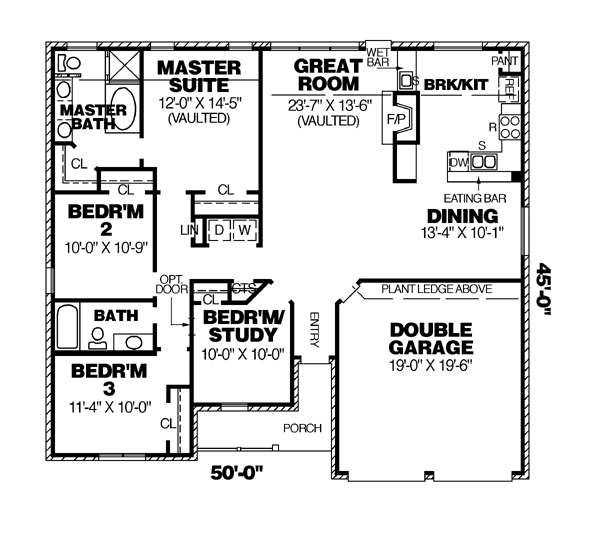 MASTER
SUITE
12'-0" X 14'-5"
(VAULTED)
GREAT
ROOM
23'-7" X 13'-6"
(VAULTED)
WET
BAR
S
PANT
BRK/KIT
REF
MASTER
BATH
F/P
R
S
DW
CL
CL
CL
EATING BAR
BEDR'M
2
10'-0" X 10'-9"
LIN
D
W
DINING
13'-4" X 10'-1"
OPT
DOOR
CL
CTS
PLANT LEDGE ABOVE
45'-0"
BATH
BEDR'M/
STUDY
10'-0" X 10'-0"
ENTRY
DOUBLE
GARAGE
19'-0" X 19'-6"
BEDR'M
3
11'-4" X 10'-0"
CL
PORCH
50'-0"